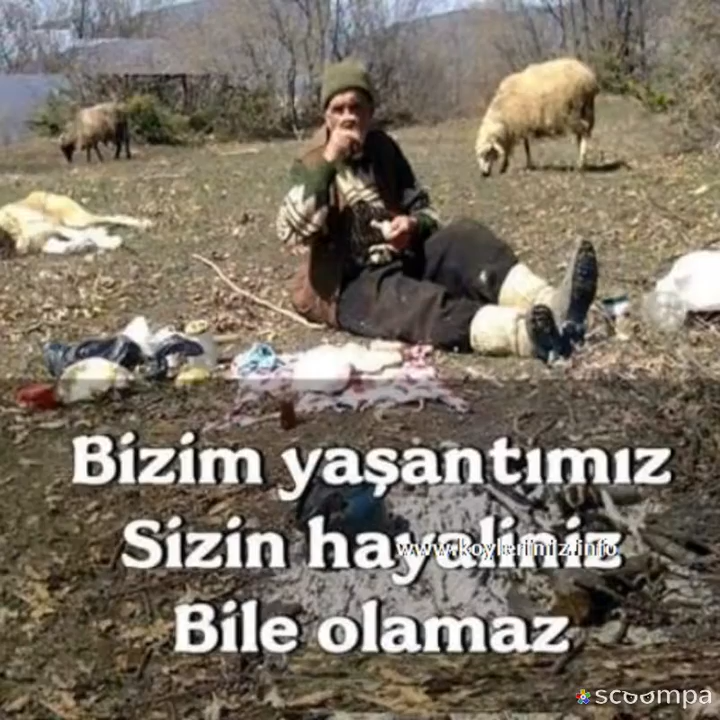 Bizim yaşantımız
Sizin hayaliniz
www.koylerimiz.info
Bile olamaz
scoompa